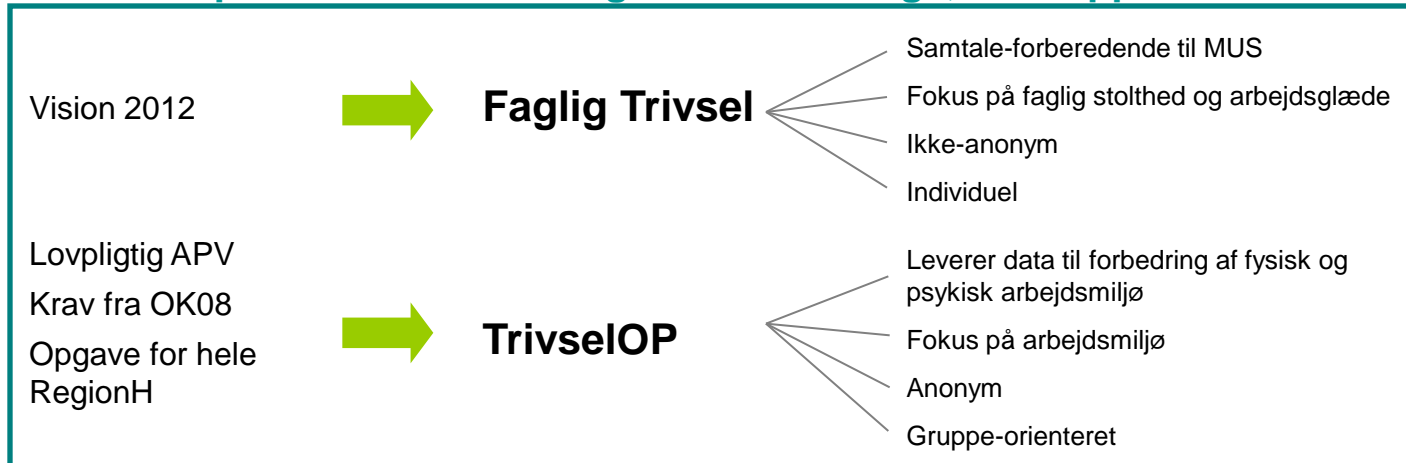 Vision 2012
Faglig Trivsel
Samtale-forberedende til MUS
Fokus på faglig stolthed og arbejdsglæde
Ikke-anonym
Individuel
Lovpligtig APV
Krav fra OK08
Opgave for hele
RegionH
TrivselOP
Leverer data til forbedring af fysisk og
psykisk arbejdsmiljø
Fokus på arbejdsmiljø
Anonym
Gruppe-orienteret